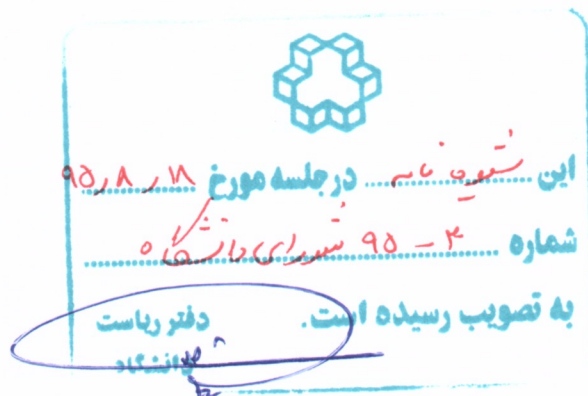 این شیوه نامه در جلسه مورخ ۹۵٫۸٫۱۸
شماره ۳ - ۹۵ شورای دانشگاه
به تصویب رسیده است.
دفتر ریاست
دانشگاه